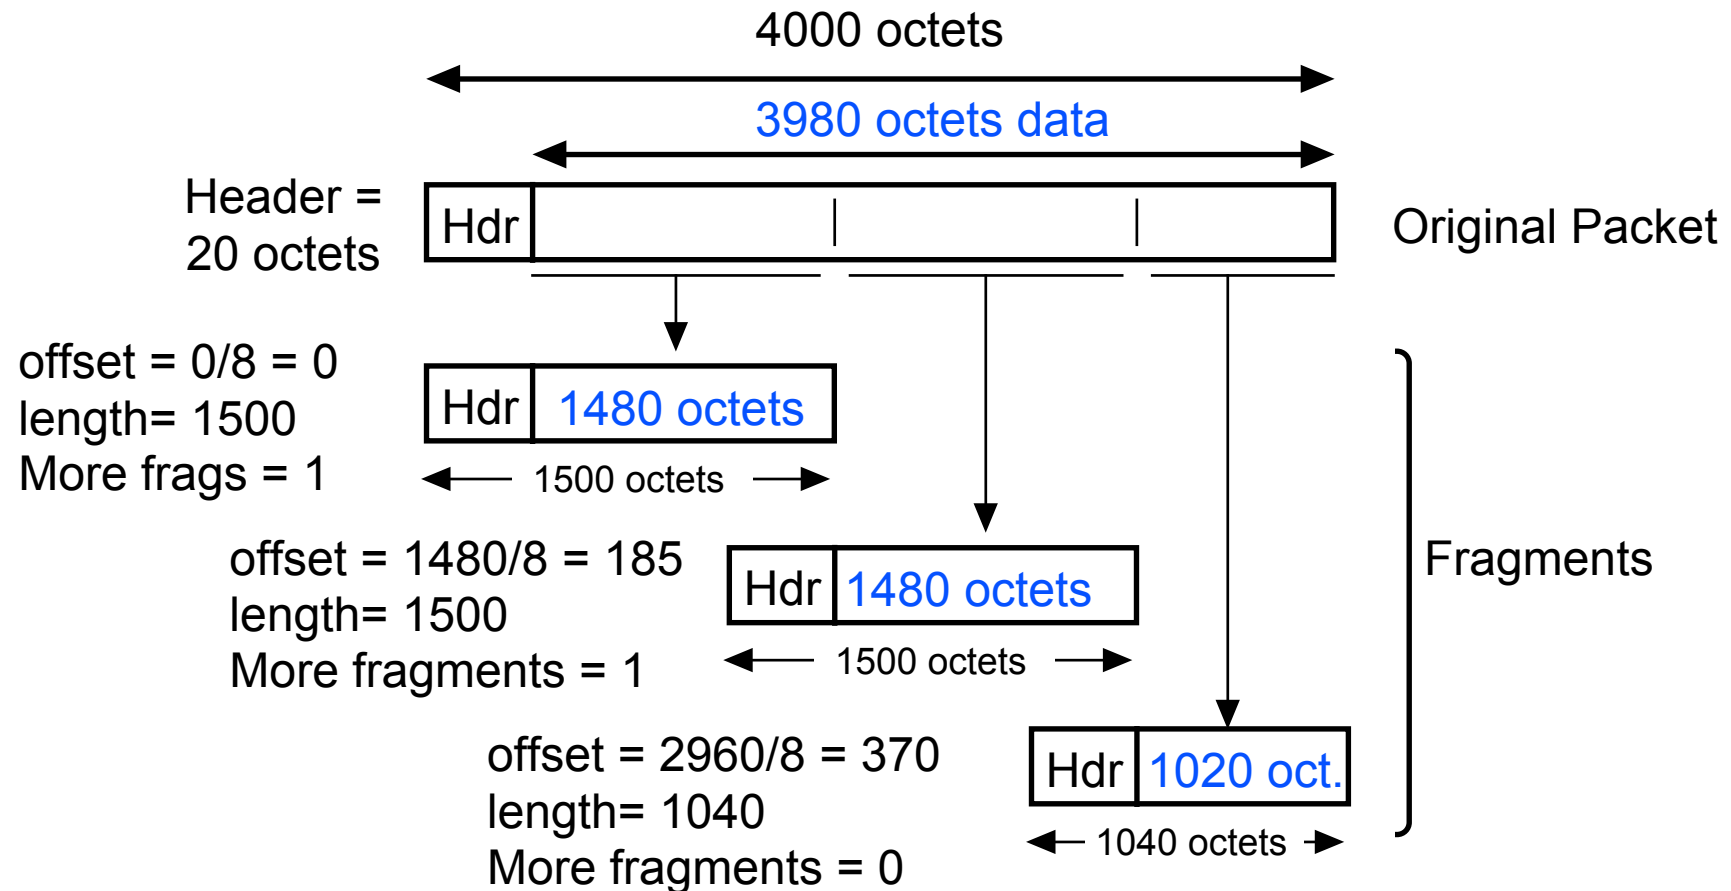 4000 octets
3980 octets data
Header =
20 octets
Hdr
Original Packet
offset = 0/8 = 0
length= 1500
More frags = 1
Hdr
1480 octets
1500 octets
offset = 1480/8 = 185
length= 1500
More fragments = 1
Hdr
1480 octets
1500 octets
Fragments
offset = 2960/8 = 370
length= 1040
More fragments = 0
Hdr
1020 oct.
1040 octets